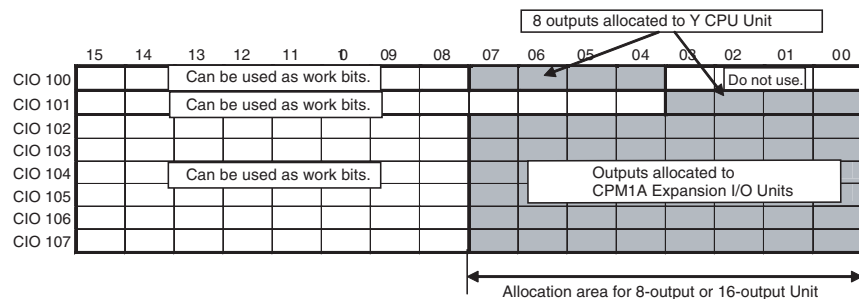 8 outputs allocated to Y CPU Unit
15 14 13 12 11 10 09 08 07 06 05 04 03 02 01 00
CIO 100 Can be used as work bits. Do not use.
CIO 101 Can be used as work bits.
CIO 102
CIO 103
CIO 104 Can be used as work bits. Outputs allocated to
CPM1A Expansion I/O Units
CIO 105
CIO 106
CIO 107
Allocation area for 8-output or 16-output Unit